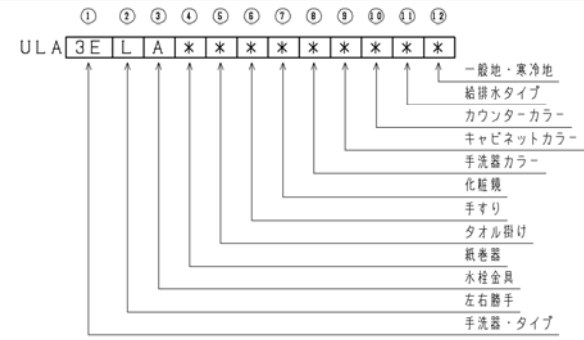 ① ② ③ ④ ⑤ ⑥ ⑦ ⑧ ⑨ ⑩ ⑪ ⑫
ULA 3E L A * * * * * * * * *
一般地・寒冷地
給排水タイプ
カウンターカラー
キャビネットカラー
手洗器カラー
化粧鏡
手すり
タオル掛け
紙巻器
水栓金具
左右勝手
手洗器・タイプ